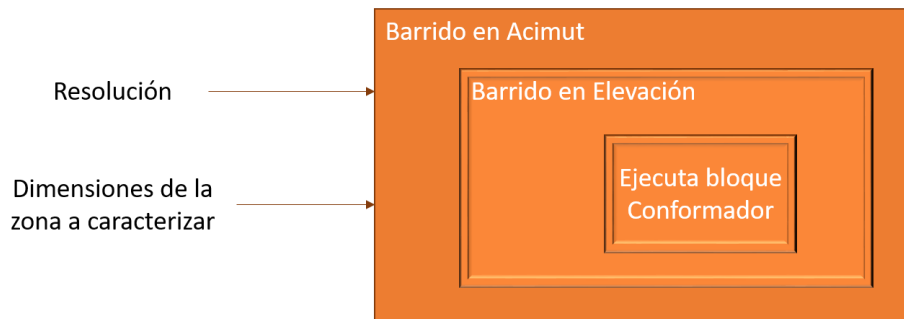 Barrido en Acimut
Resolución
Barrido en Elevación
Dimensiones de la
zona a caracterizar
Ejecuta bloque
Conformador